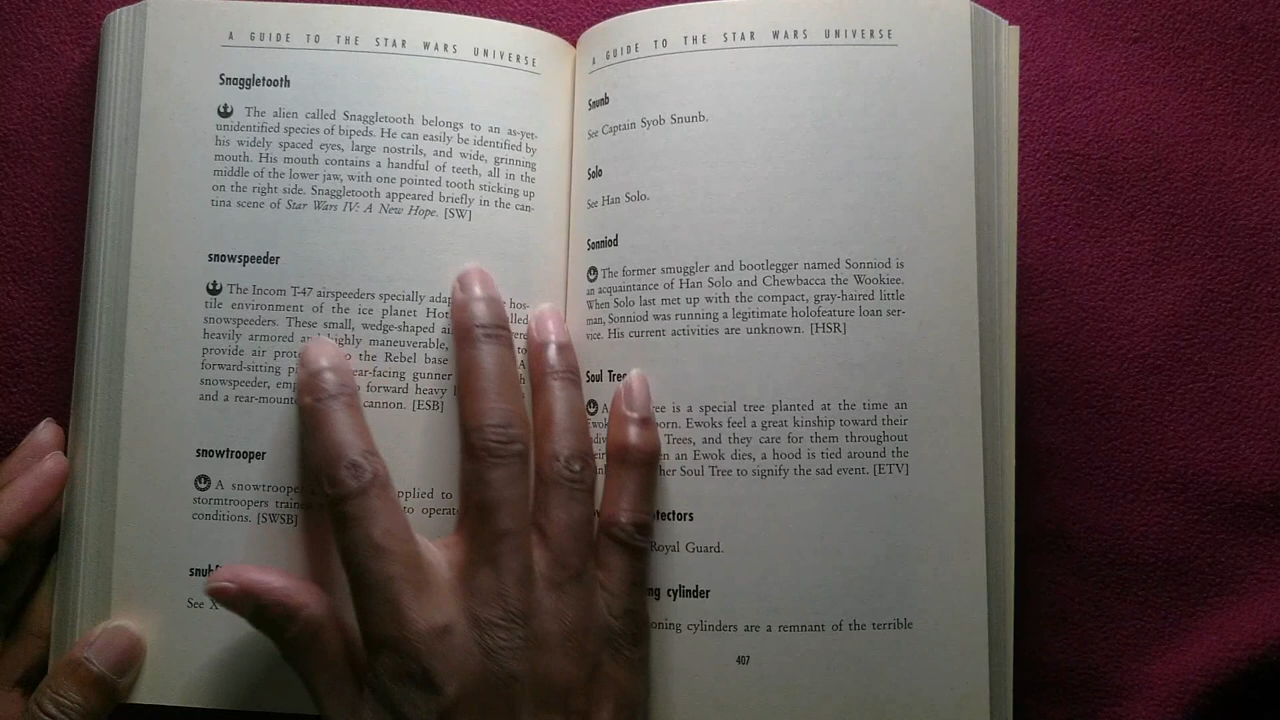 A GUIDE TO THE STAR WARS UNIVERSE
Snaggletooth
The alien called Snaggletooth belongs to an as-yet-
unidentified species of bipeds. He can easily be identified by
his widely spaced eyes, large nostrils, and wide, grinning
mouth. His mouth contains a handful of teeth, all in the
middle of the lower jaw, with one pointed tooth sticking up
on the right side. Snaggletooth appeared briefly in the can-
tina scene of Star Wars IV: A New Hope. [SW]
snowspeeder
The Incom T-47 airspeeders specially hos-
tile environment of the ice planet
snowspeeders. These small, wedge-shaped
heavily armored highly maneuverable, to
provide air the Rebel base A
forward-sitting gunner
snowspeeder, forward heavy
and a cannon. [ESB]
snowtrooper
A to
stormtroopers to
conditions. [SWSB]
See
A GUIDE TO THE STAR WARS UNIVERSE
Snunb
See Captain Syob Snunb.
Solo
See Han Solo.
Sonniod
The former smuggler and bootlegger named Sonniod is
an acquaintance of Han Solo and Chewbacca the Wookiee.
When Solo last met up with the compact, gray-haired little
man, Sonniod was running a legitimate holofeature loan ser-
vice. His current activities are unknown. [HSR]
Soul Tree
is a special tree planted at the time an
Ewoks feel a great kinship toward their
Trees, and they care for them throughout
an Ewok dies, a hood is tied around the
her Soul Tree to signify the sad event. [ETV]
Royal Guard.
cylinder
cylinders are a remnant of the terrible
407